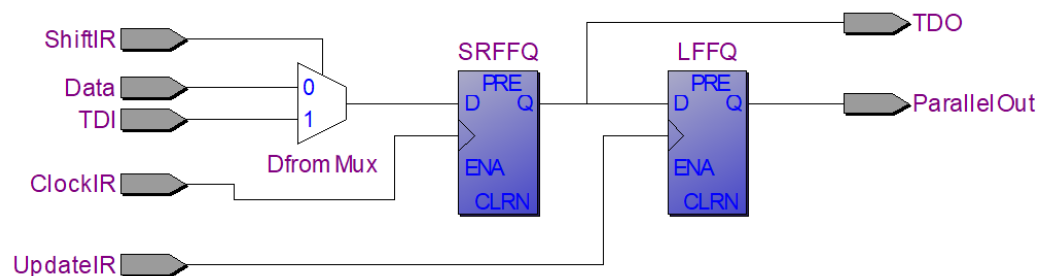 TDO
ShiftIR
SRFFQ
LFFQ
Data
0
PRE
PRE
D
Q
D
Q
ParallelOut
TDI
1
Dfrom Mux
ENA
ENA
ClockIR
CLRN
CLRN
UpdateIR